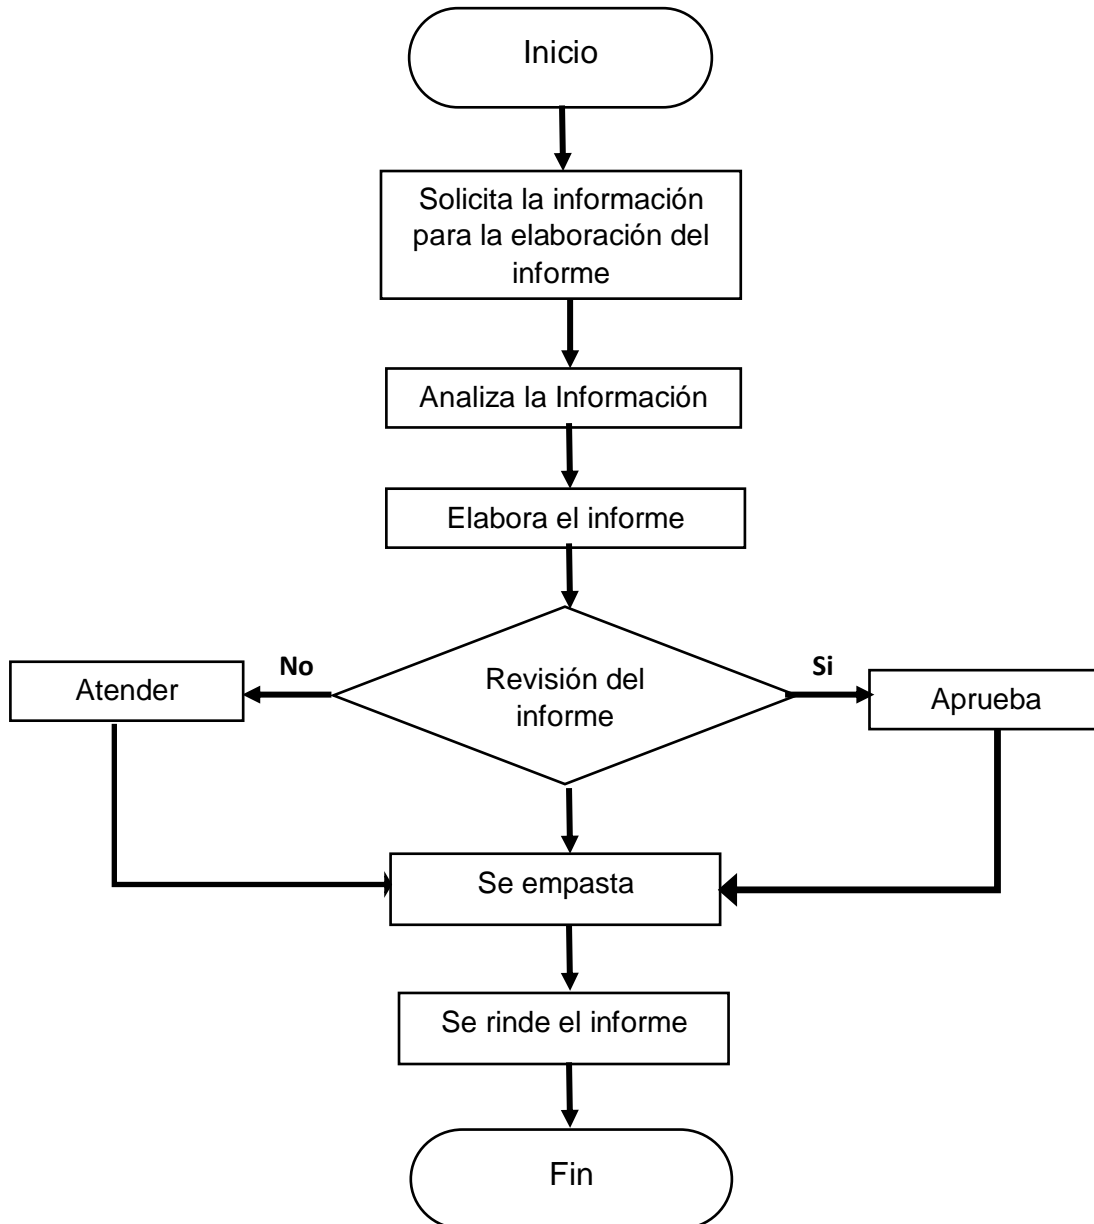 Inicio
Solicita la información
para la elaboración del
informe
Analiza la Información
Elabora el informe
No
Si
Atender
Revisión del
informe
Aprueba
Se empasta
Se rinde el informe
Fin